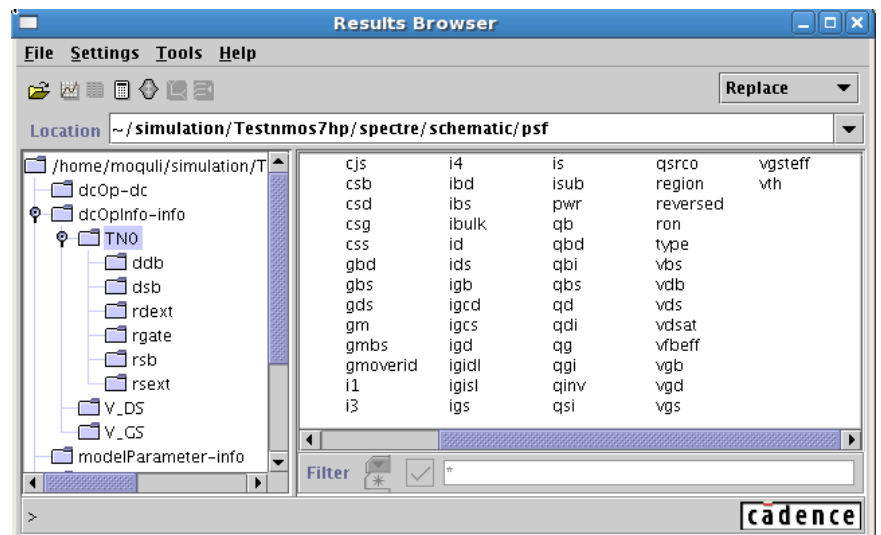 Results Browser
File Settings Tools Help
Replace
Location ~/simulation/Testnmos7hp/spectre/schematic/psf
/home/moquli/simulation/T
dcOp-dc
dcOpInfo-info
TN0
ddb
dsb
rdext
rgate
rsb
rsext
V_DS
V_GS
modelParameter-info
cjs i4 is qsrco vgsteff
csb ibd isub region vth
csd ibs pwr reversed
csg ibulk qb ron
css id qbd type
gbd ids qbi vbs
gbs igb qbs vdb
gds igcd qd vds
gm igcs qdi vdsat
gmbs igd qg vfbeff
gmoverid igidl qgi vgb
i1 igisl qinv vgd
i3 igs qsi vgs
Filter *
>
cādence